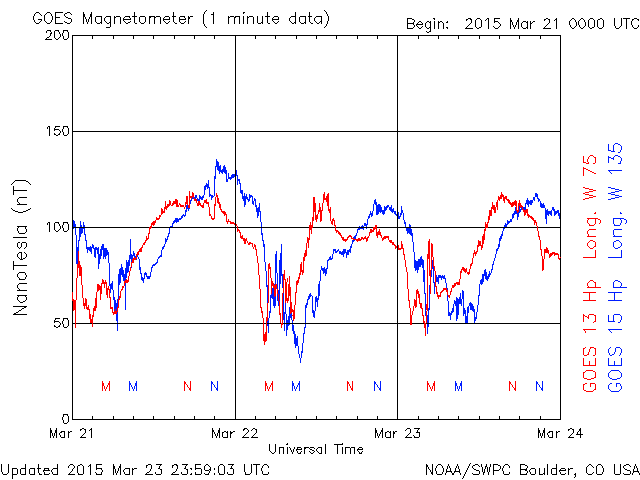 GOES Magnetometer (1 minute data)
Begin: 2015 Mar 21 0000 UTC
200
150
100
50
0
NanoTesla (nT)
M M N N M M N N M M N N
Mar 21 Mar 22 Mar 23 Mar 24
Universal Time
GOES 13 Hp Long. W 75
GOES 15 Hp Long. W 135
Updated 2015 Mar 23 23:59:03 UTC
NOAA/SWPC Boulder, CO USA